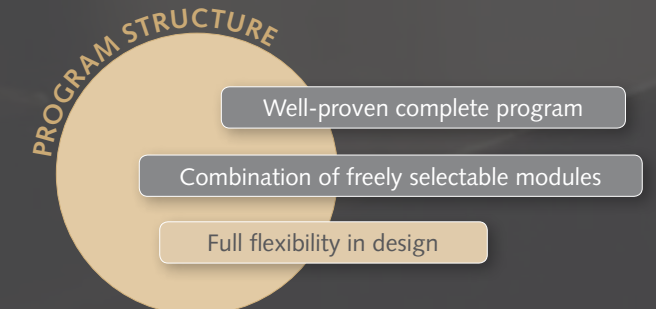 PROGRAM STRUCTURE
Well-proven complete program
Combination of freely selectable modules
Full flexibility in design